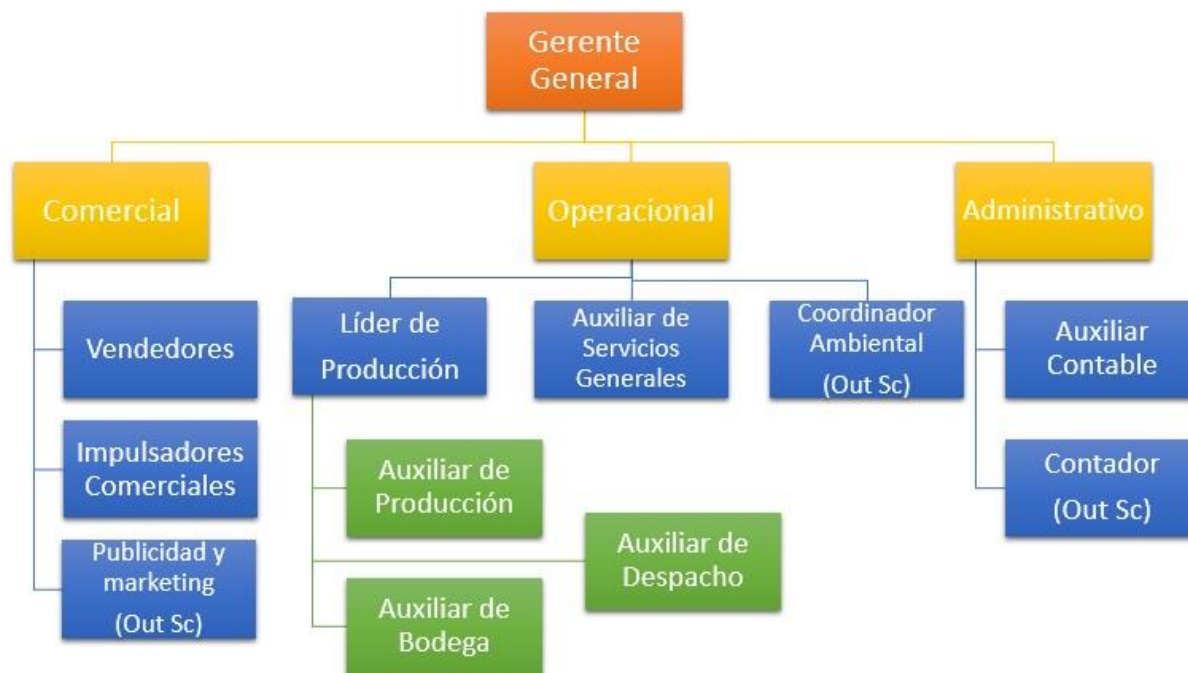 Gerente
General
Comercial
Operacional
Administrativo
Vendedores
Líder de
Producción
Auxiliar de
Servicios
Generales
Coordinador
Ambiental
(Out Sc)
Auxiliar
Contable
Impulsadores
Comerciales
Auxiliar de
Producción
Contador
(Out Sc)
Publicidad y
marketing
(Out Sc)
Auxiliar de
Despacho
Auxiliar de
Bodega